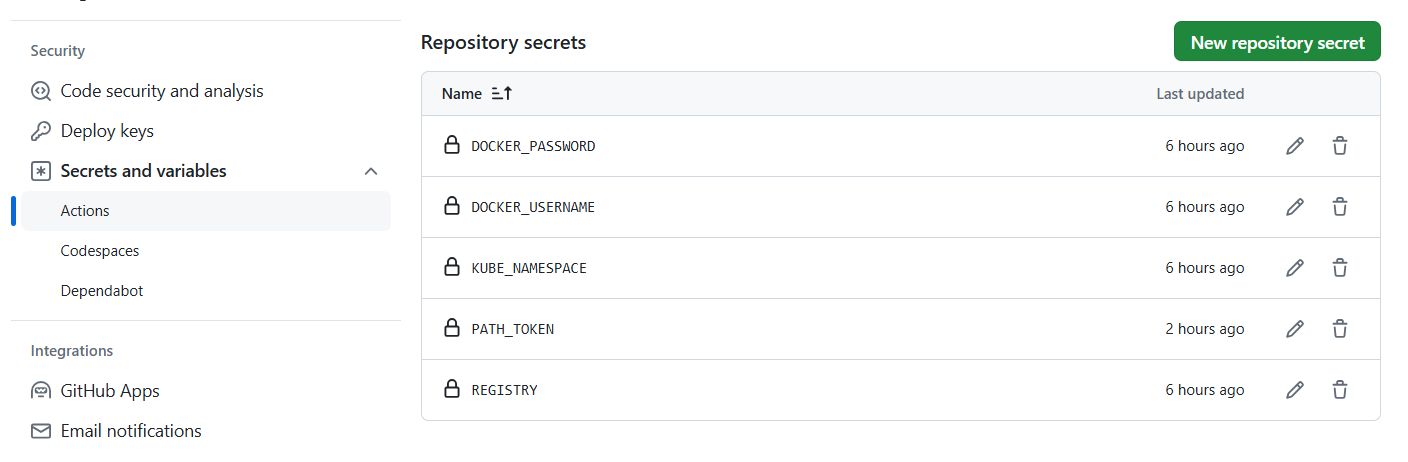 Security
Code security and analysis
Deploy keys
Secrets and variables
Actions
Codespaces
Dependabot
Integrations
GitHub Apps
Email notifications
Repository secrets
New repository secret
Name Last updated
DOCKER_PASSWORD 6 hours ago
DOCKER_USERNAME 6 hours ago
KUBE_NAMESPACE 6 hours ago
PATH_TOKEN 2 hours ago
REGISTRY 6 hours ago